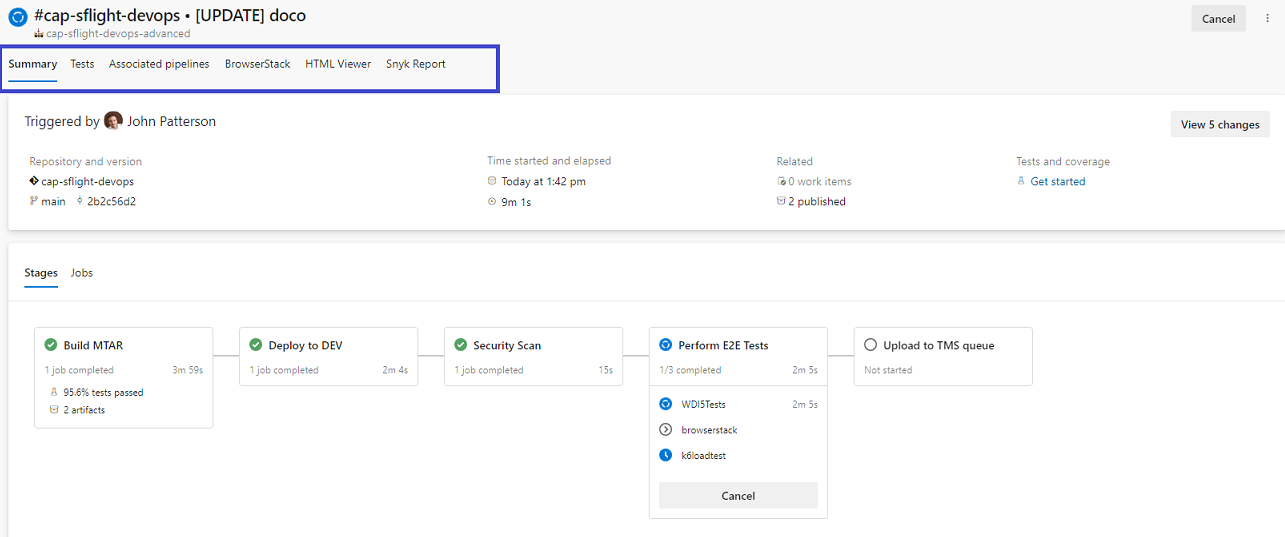 #cap-sflight-devops • [UPDATE] doco
Cancel
cap-sflight-devops-advanced
Summary Tests Associated pipelines BrowserStack HTML Viewer Snyk Report
Triggered by John Patterson
View 5 changes
Repository and version Time started and elapsed Related Tests and coverage
cap-sflight-devops Today at 1:42 pm 0 work items Get started
main 2b2c56d2 9m 1s 2 published
Stages Jobs
Build MTAR Deploy to DEV Security Scan Perform E2E Tests Upload to TMS queue
1 job completed 3m 59s 1 job completed 2m 4s 1 job completed 15s 1/3 completed 2m 5s Not started
95.6% tests passed
2 artifacts
WDI5Tests 2m 5s
browserstack
k6loadtest
Cancel